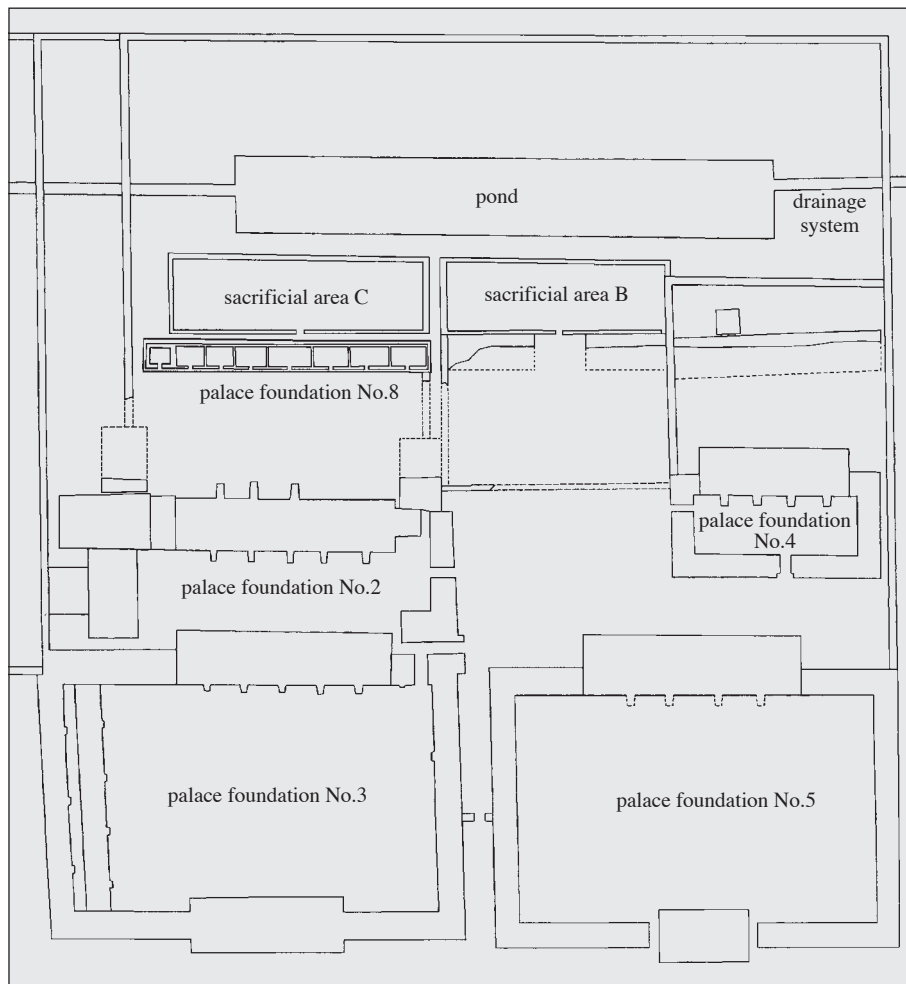 pond
drainage
system
sacrificial area C
sacrificial area B
palace foundation No.8
palace foundation
No.4
palace foundation No.2
palace foundation No.3
palace foundation No.5